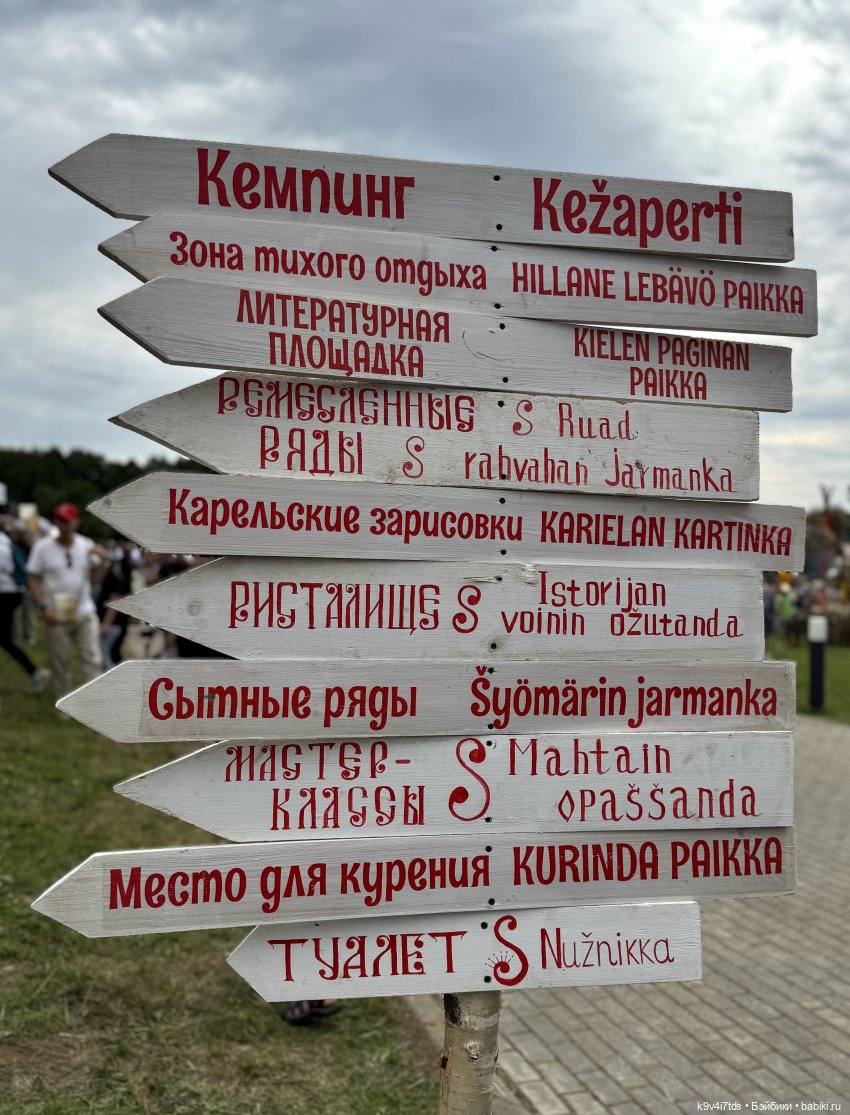 Кемпинг Kežaperti
Зона тихого отдыха HILLANE LEBÄVÖ PAIKKA
ЛИТЕРАТУРНАЯ KIELEN PAGINAN
ПЛОЩАДКА PAIKKA
РЕМЕСЛЕННЫЕ S Ruad
РЯДЫ S rabvahan jarmanka
Карельские зарисовки KARIELAN KARTINKA
РИСТАЛИЩЕ S Istorijan
voinin ožutanda
Сытные ряды Šyömärin jarmanka
МАСТЕР- S Mahtain
КЛАССЫ opaššanda
Место для курения KURINDA PAIKKA
ТУАЛЕТ S Nužnikka
k9v4i7tds • Бэйбики • babiki.ru